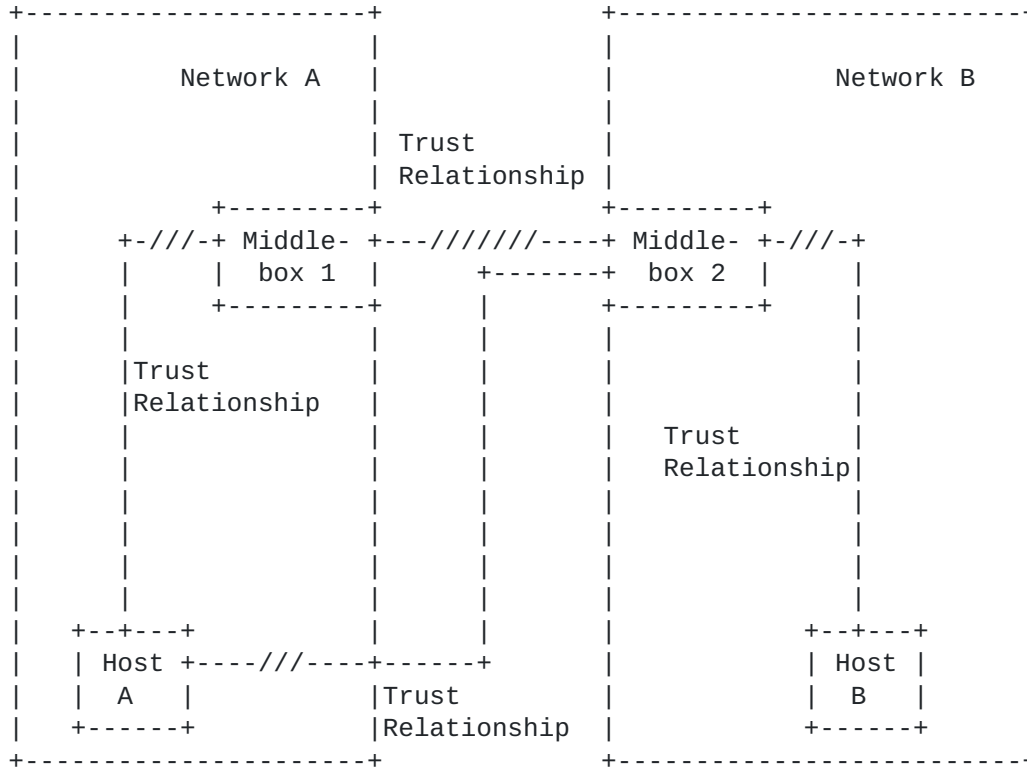 Network A
Network B
Trust
Relationship
Middle-
box 1
Middle-
box 2
Trust
Relationship
Trust
Relationship
Host
A
Host
B
Trust
Relationship